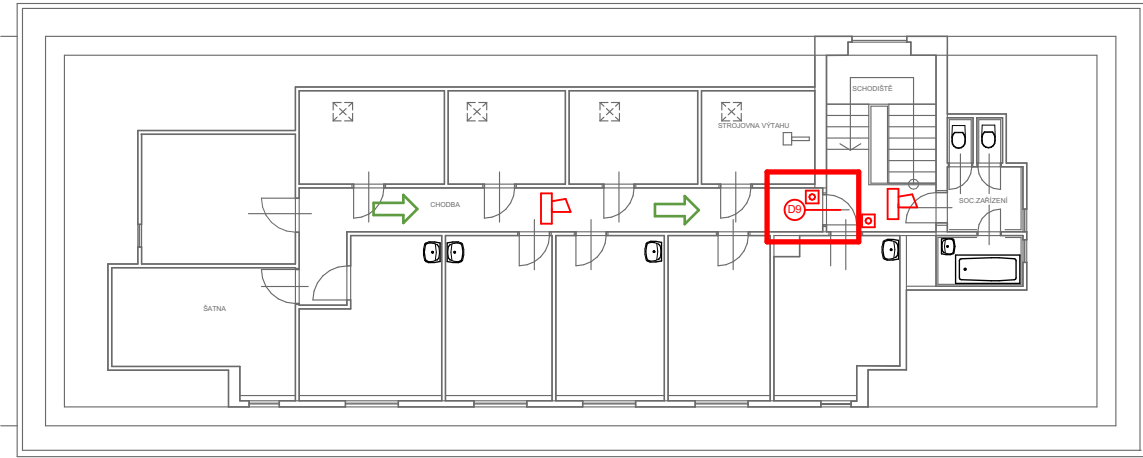 SCHODIŠTĚ
STROJOVNA VÝTAHU
CHODBA
D9
SOC.ZAŘÍZENÍ
ŠATNA